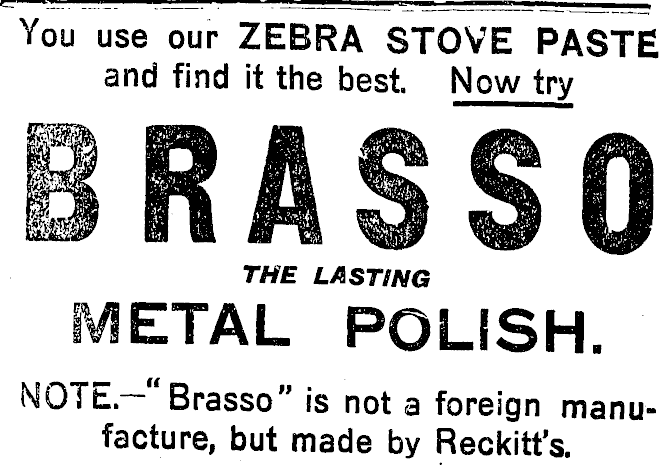 You use our ZEBRA STOVE PASTE
and find it the best. Now try
BRASSO
THE LASTING
METAL POLISH.
NOTE.—"Brasso" is not a foreign manu-
facture, but made by Reckitt's.